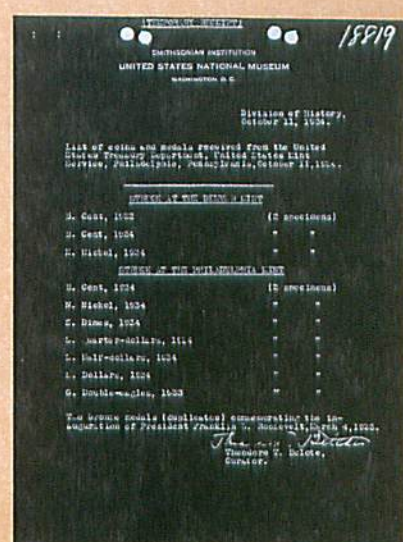 (TEMPORARY RECEIPT)
18819
SMITHSONIAN INSTITUTION
UNITED STATES NATIONAL MUSEUM
WASHINGTON, D. C.
Division of History,
October 11, 1934.
List of coins and medals received from the United
States Treasury Department, United States Mint
Service, Philadelphia, Pennsylvania, October 11, 1934.
STRUCK AT THE DENVER MINT
Cent, 1933 (2 specimens)
Cent, 1934 " "
Nickel, 1934 " "
STRUCK AT THE PHILADELPHIA MINT
Cent, 1934 (2 specimens)
N. Nickel, 1934 " "
Dimes, 1934 " "
Quarter-dollars, 1934 " "
Half-dollars, 1934 " "
Dollars, 1934 " "
G. Double-eagles, 1933 " "
Two bronze medals (duplicates) commemorating the in-
auguration of President Franklin D. Roosevelt, March 4, 1933.
Theodore T. Belote,
Curator.